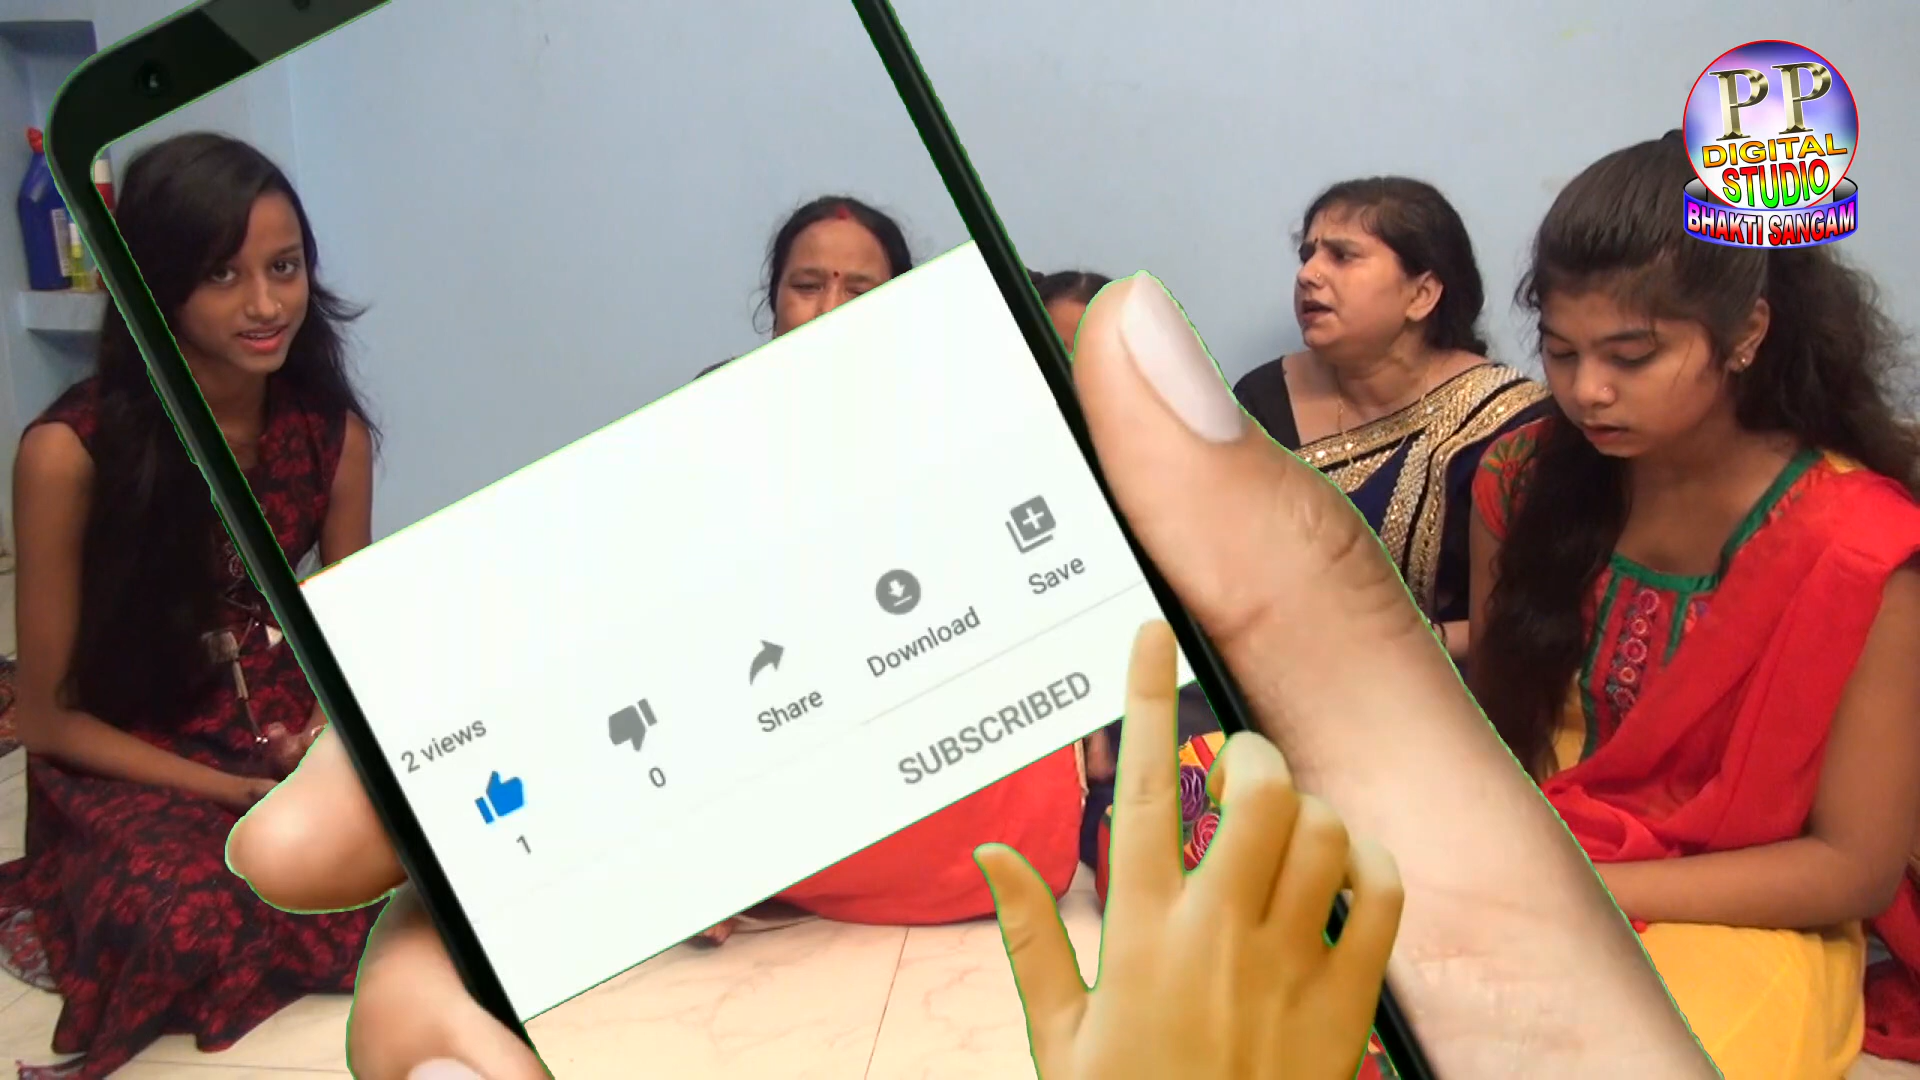 PP
DIGITAL
STUDIO
BHAKTI SANGAM
2 views
1
0
Share
Download
Save
SUBSCRIBED